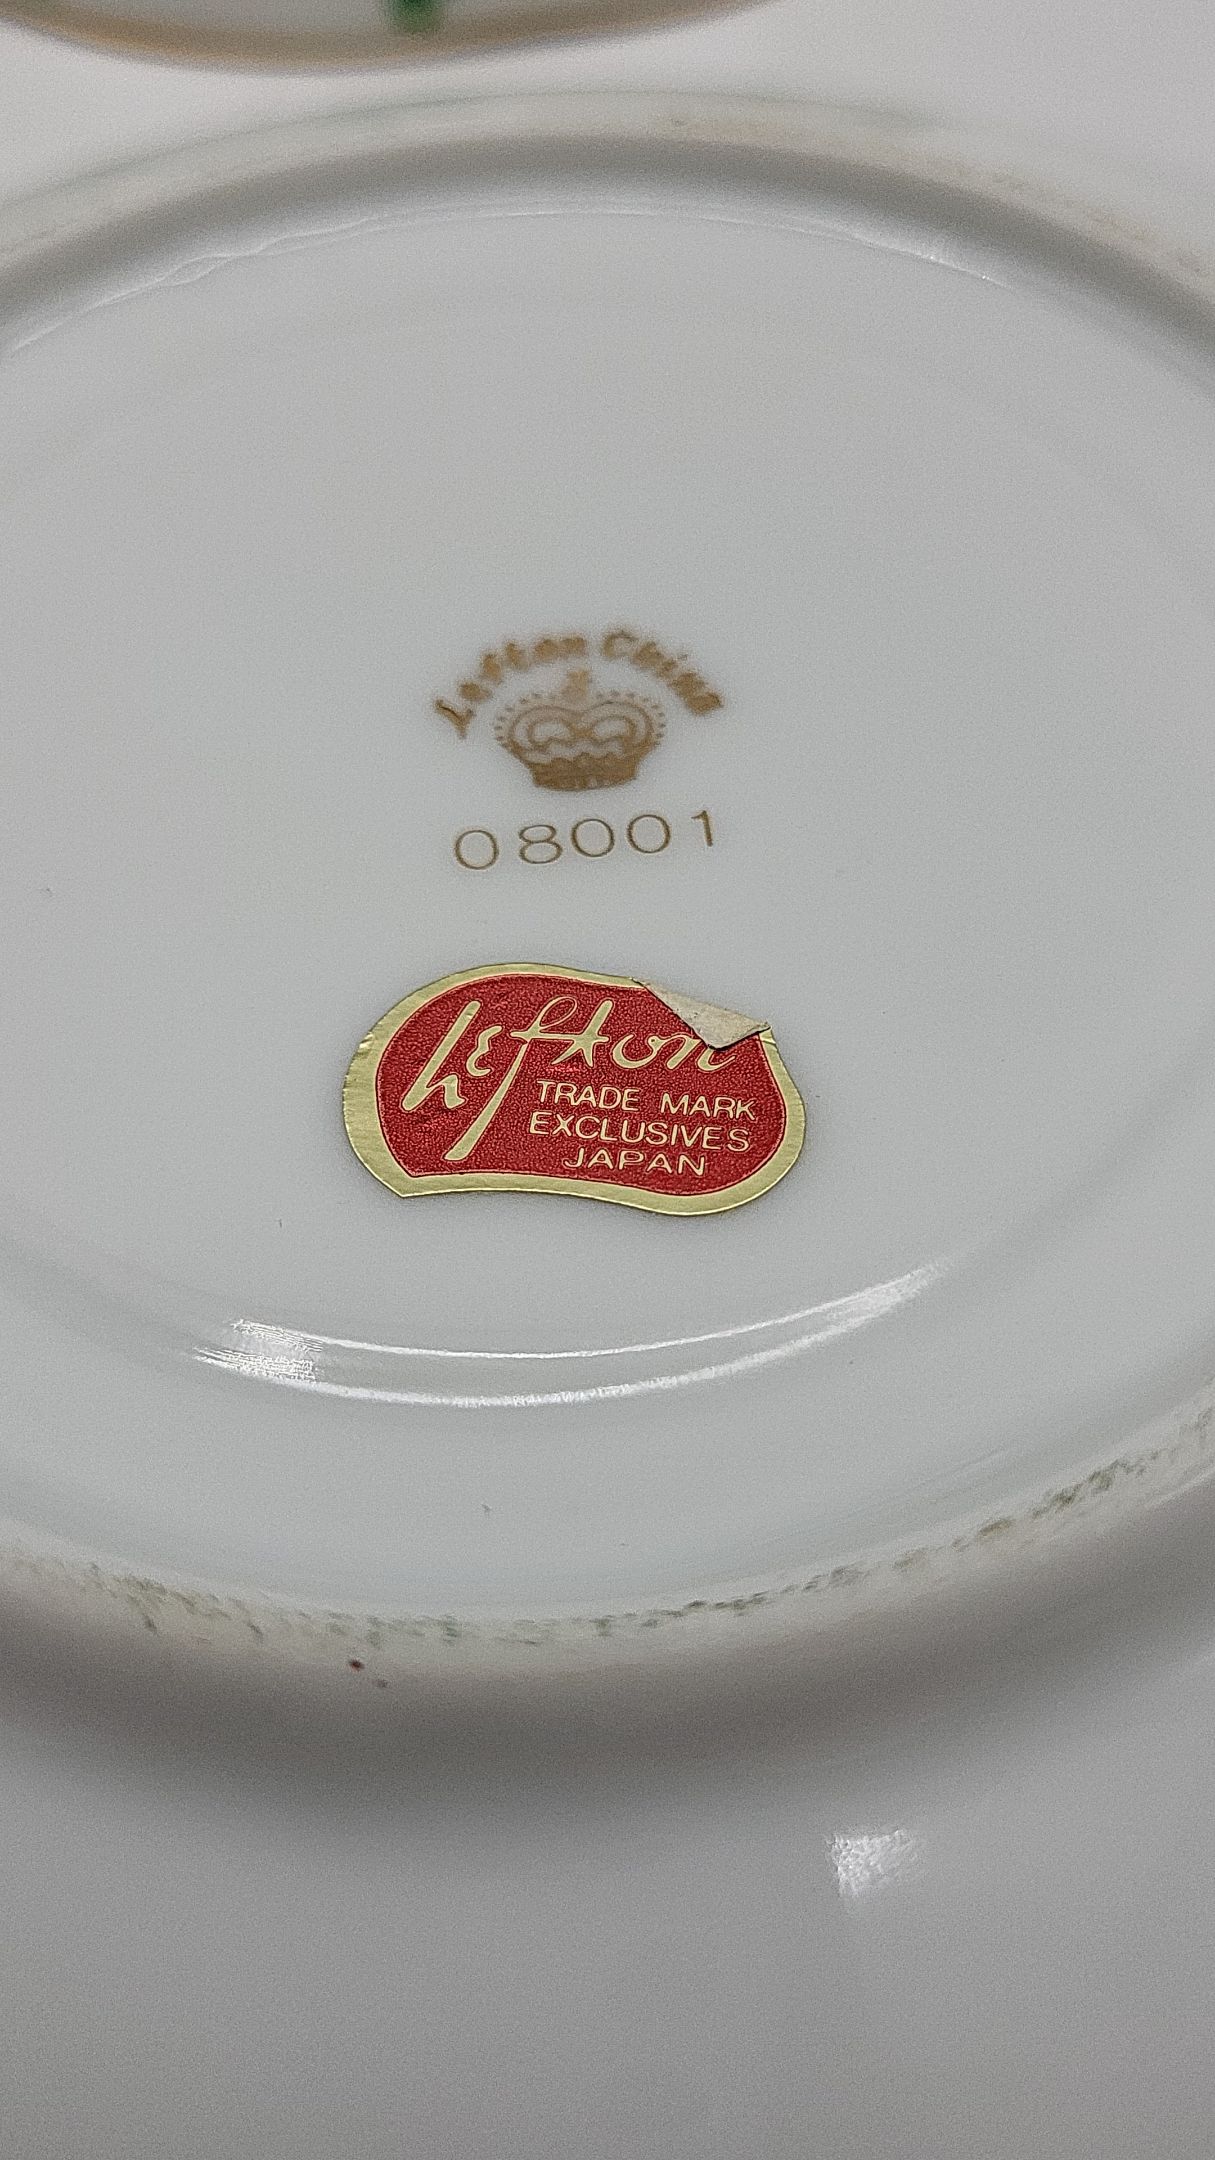 Lefton China
08001
Lefton
TRADE MARK
EXCLUSIVES
JAPAN